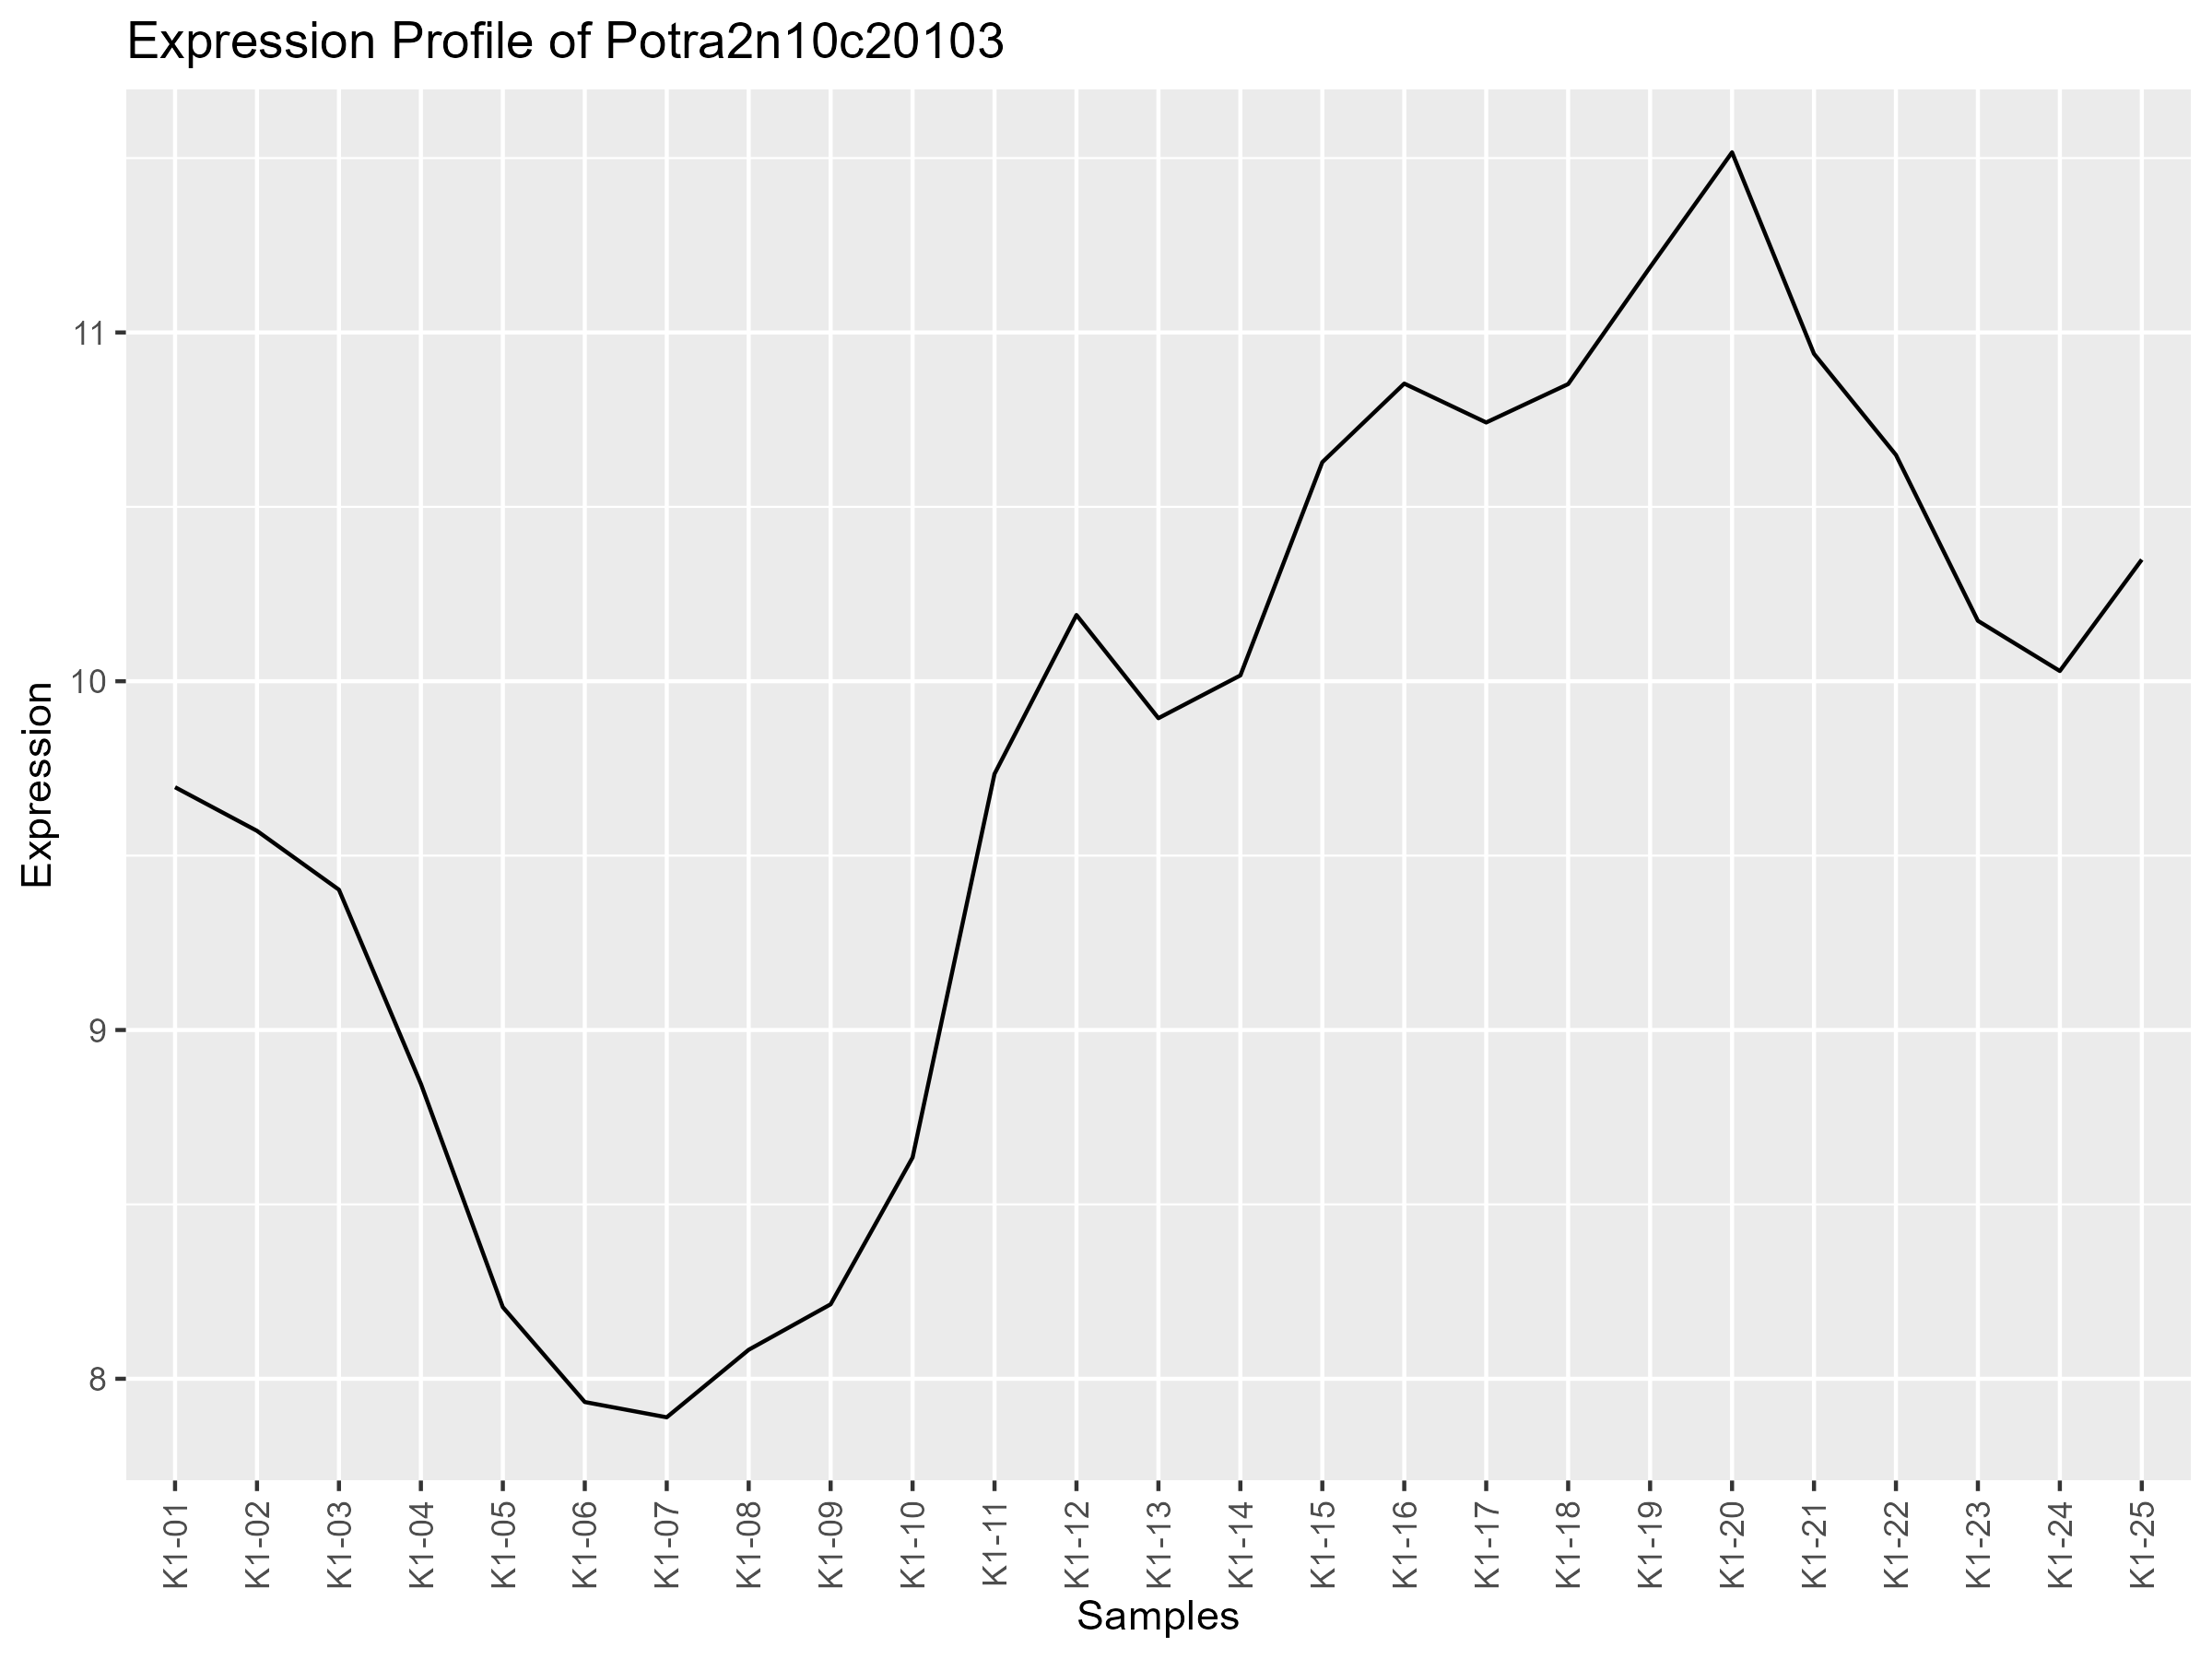 Expression Profile of Potra2n10c20103
Expression
11
10
9
8
K1-01
K1-02
K1-03
K1-04
K1-05
K1-06
K1-07
K1-08
K1-09
K1-10
K1-11
K1-12
K1-13
K1-14
K1-15
K1-16
K1-17
K1-18
K1-19
K1-20
K1-21
K1-22
K1-23
K1-24
K1-25
Samples